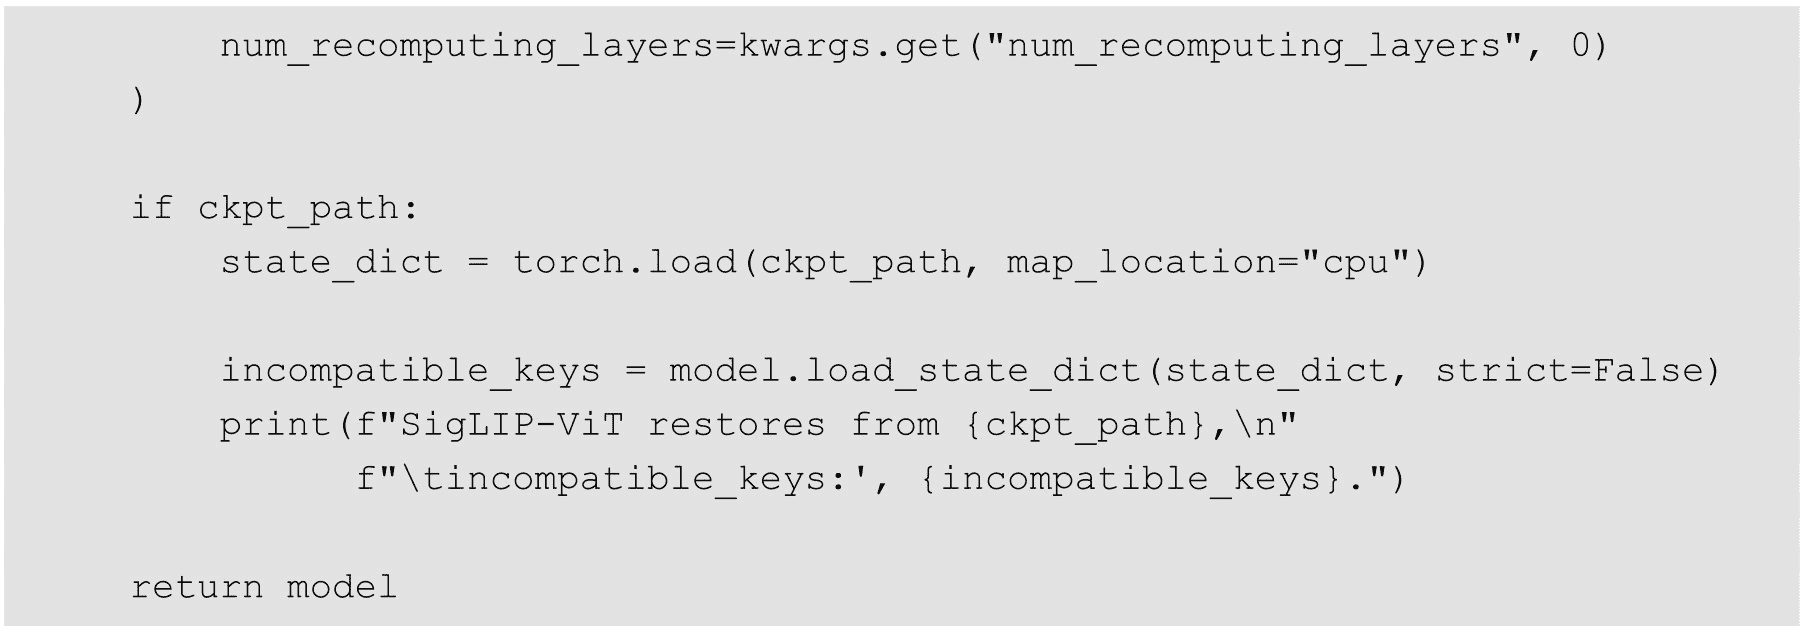 num_recomputing_layers=kwargs.get("num_recomputing_layers", 0)
    )

    if ckpt_path:
        state_dict = torch.load(ckpt_path, map_location="cpu")

        incompatible_keys = model.load_state_dict(state_dict, strict=False)
        print(f"SigLIP-ViT restores from {ckpt_path},\n"
              f"\tincompatible_keys:', {incompatible_keys}.")

    return model